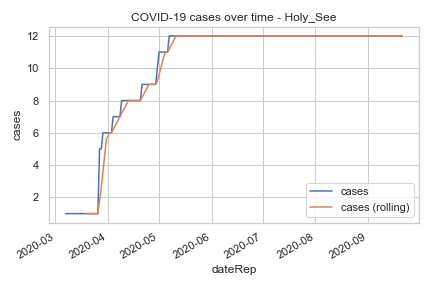 COVID-19 cases over time - Holy_See
12
10
8
6
4
2
cases
cases
cases (rolling)
2020-03
2020-04
2020-05
2020-06
2020-07
2020-08
2020-09
dateRep